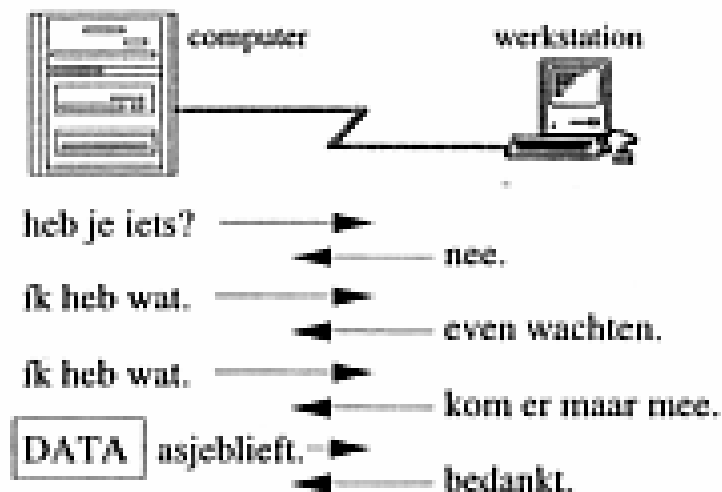 computer werkstation
heb je iets?
nee.
ik heb wat.
even wachten.
ik heb wat.
kom er maar mee.
DATA asjeblieft.
bedankt.